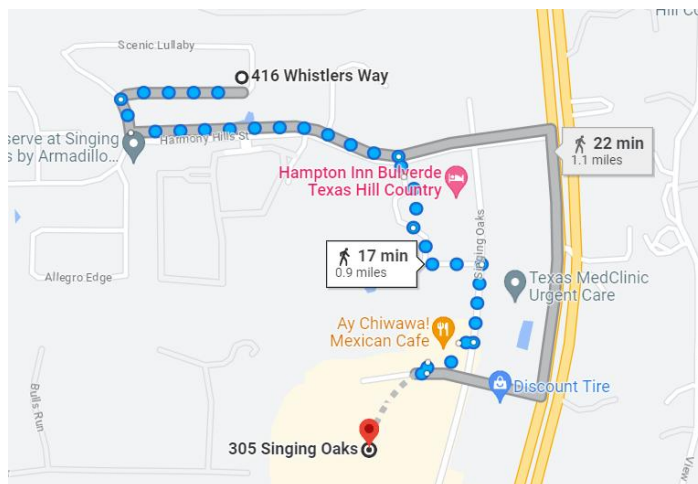 Hill Co
Scenic Lullaby
416 Whistlers Way
Harmony Hills St
serve at Singing
s by Armadillo...
22 min
1.1 miles
Hampton Inn Bulverde
Texas Hill Country
Singing Oaks
17 min
0.9 miles
Allegro Edge
Texas MedClinic
Urgent Care
Ay Chiwawa!
Mexican Cafe
Bulls Run
Discount Tire
305 Singing Oaks
View